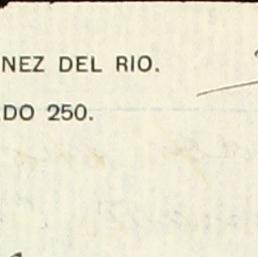 NEZ DEL RIO.
DO 250.